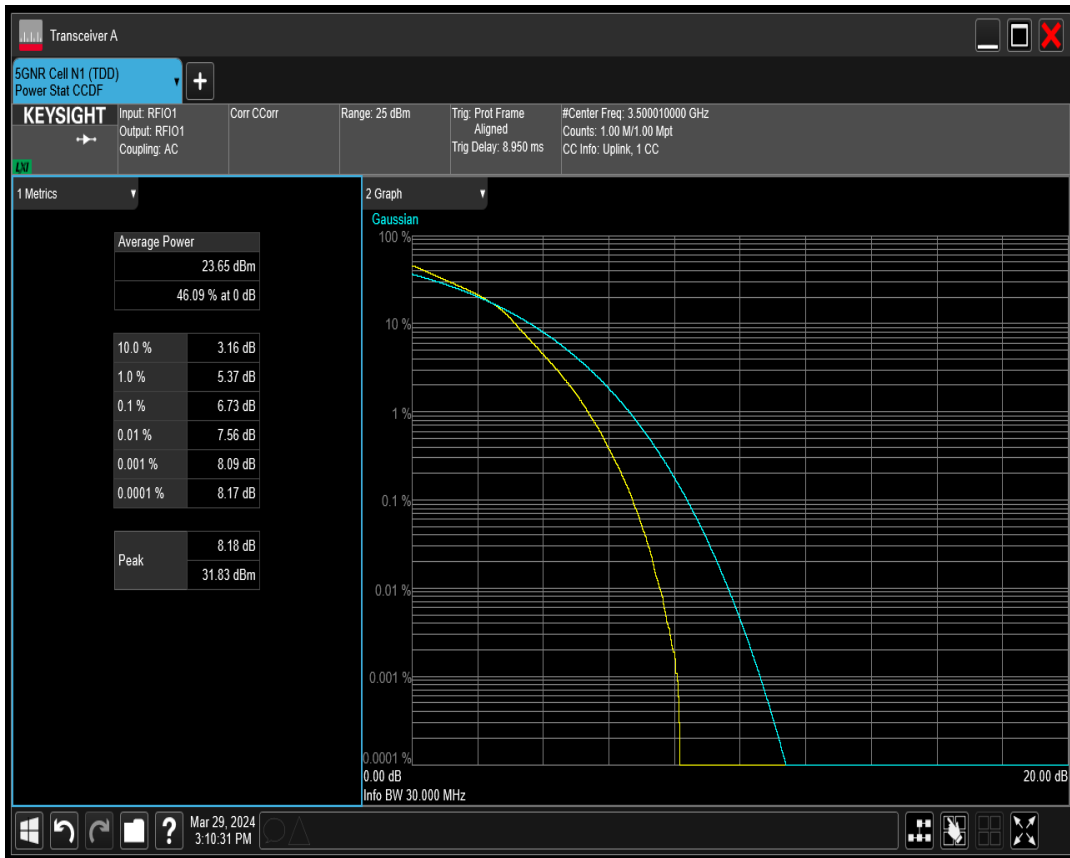 Transceiver A
5GNR Cell N1 (TDD)
Power Stat CCDF
+
KEYSIGHT
LXI
Input: RFIO1
Output: RFIO1
Coupling: AC
Corr CCorr
Range: 25 dBm
Trig: Prot Frame
Aligned
Trig Delay: 8.950 ms
#Center Freq: 3.500010000 GHz
Counts: 1.00 M/1.00 Mpt
CC Info: Uplink, 1 CC
1 Metrics
Average Power
23.65 dBm
46.09 % at 0 dB
10.0 % 3.16 dB
1.0 % 5.37 dB
0.1 % 6.73 dB
0.01 % 7.56 dB
0.001 % 8.09 dB
0.0001 % 8.17 dB
Peak
8.18 dB
31.83 dBm
2 Graph
Gaussian
100 %
10 %
1 %
0.1 %
0.01 %
0.001 %
0.0001 %
0.00 dB 20.00 dB
Info BW 30.000 MHz
?
Mar 29, 2024
3:10:31 PM